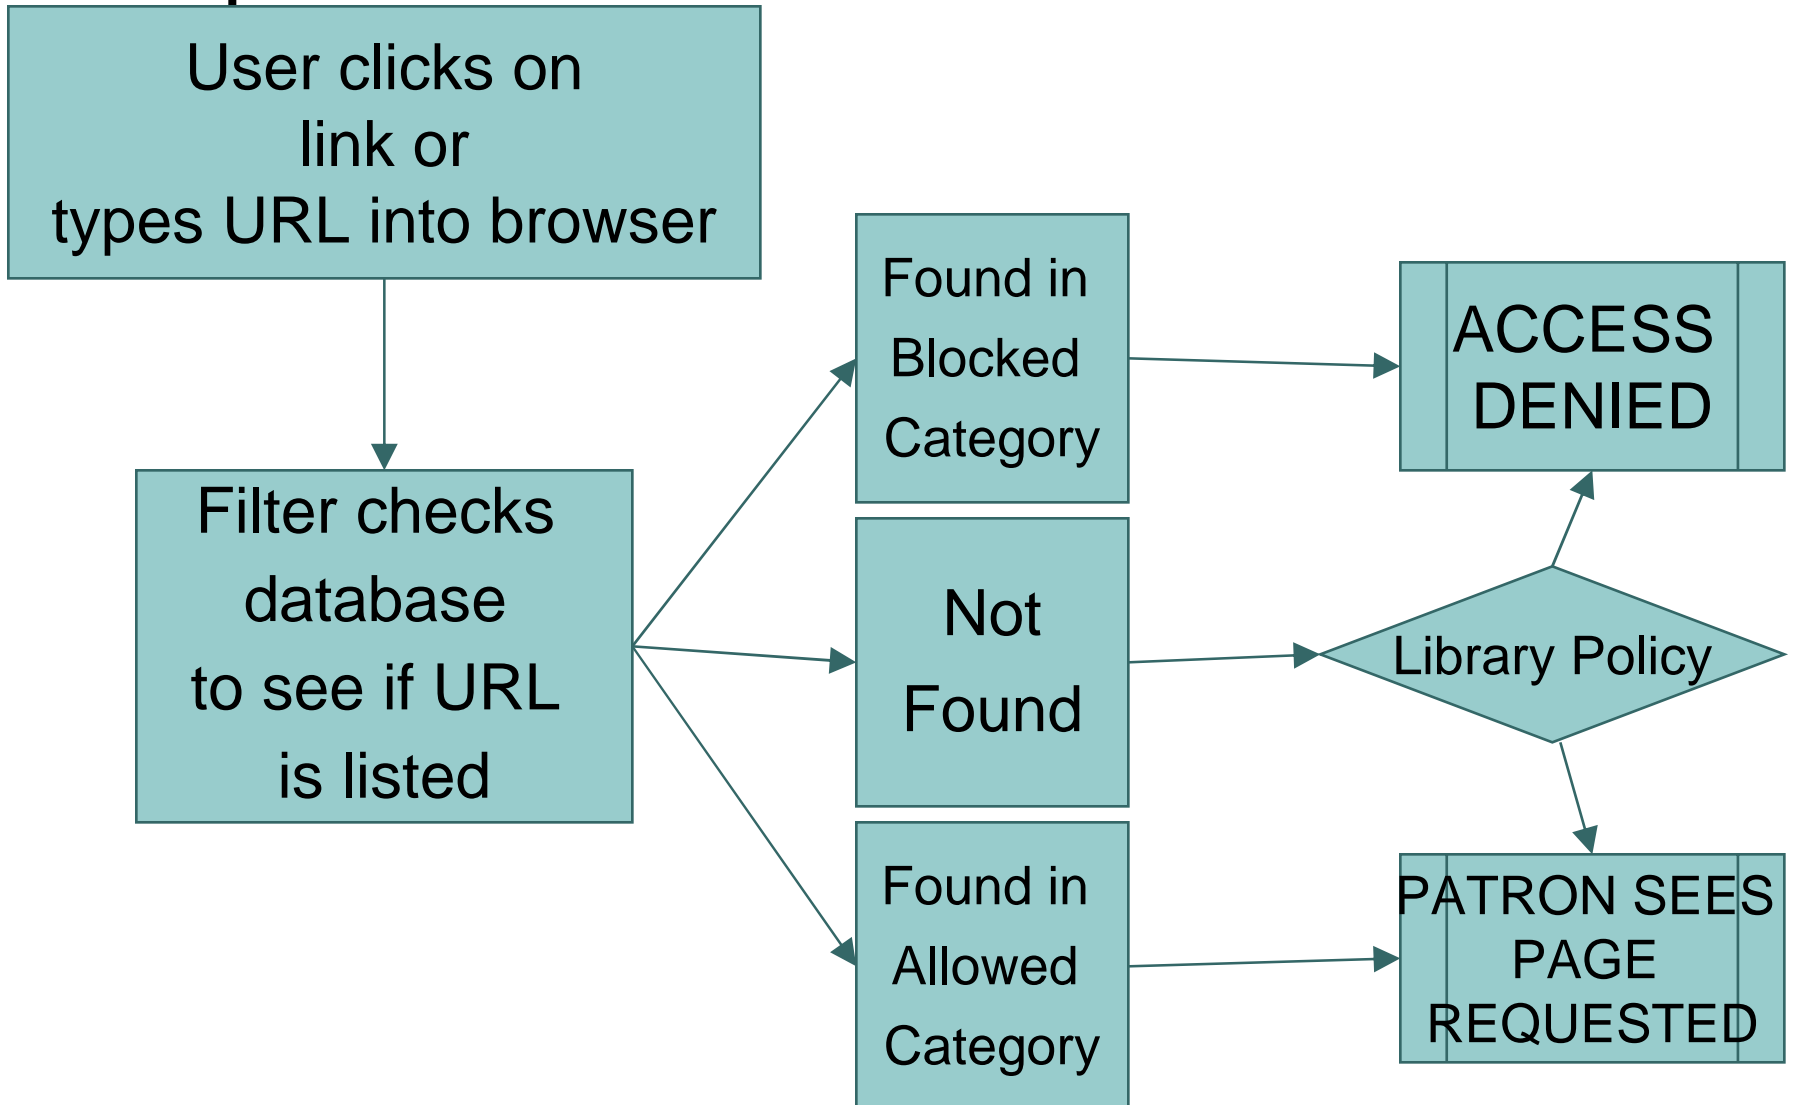 User clicks on
link or
types URL into browser
Filter checks
database
to see if URL
is listed
Found in
Blocked
Category
Not
Found
Found in
Allowed
Category
ACCESS
DENIED
Library Policy
PATRON SEES
PAGE
REQUESTED